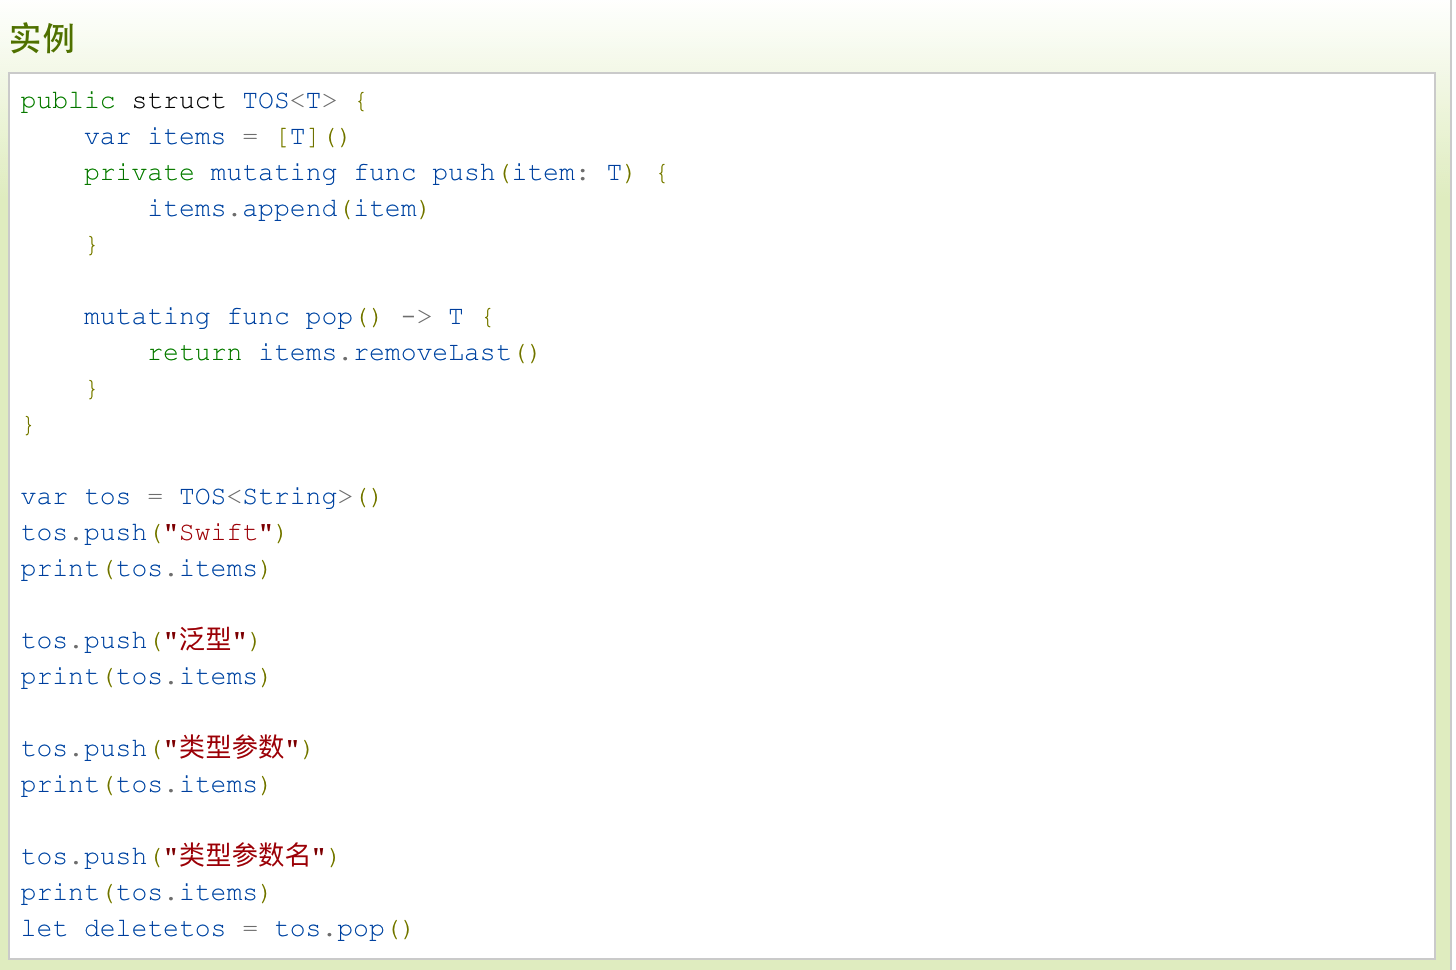 实例
public struct TOS<T> {
    var items = [T]()
    private mutating func push(item: T) {
        items.append(item)
    }

    mutating func pop() -> T {
        return items.removeLast()
    }
}

var tos = TOS<String>()
tos.push("Swift")
print(tos.items)

tos.push("泛型")
print(tos.items)

tos.push("类型参数")
print(tos.items)

tos.push("类型参数名")
print(tos.items)
let deletetos = tos.pop()